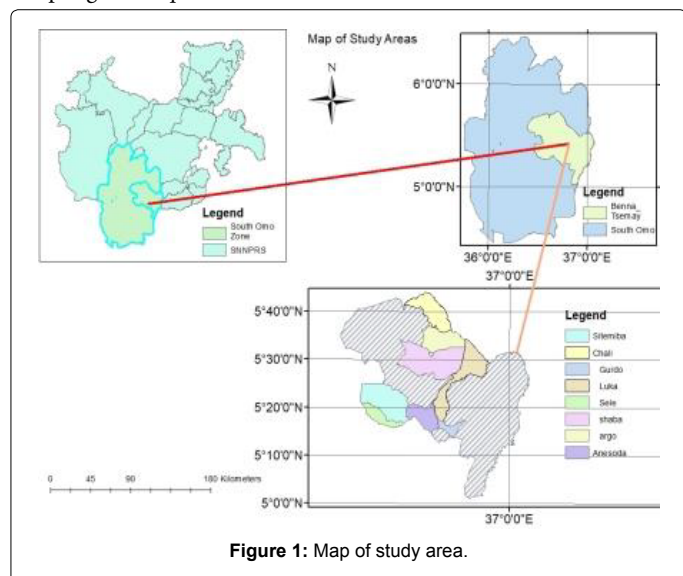 Map of Study Areas
N
Legend
South Omo
Zone
SNNPRS
6°0'0"N
5°0'0"N
36°0'0"E
37°0'0"E
Legend
Benna_
Tsemay
South Omo
37°0'0"E
5°40'0"N
5°30'0"N
5°20'0"N
5°10'0"N
5°0'0"N
37°0'0"E
Legend
Silemiba
Chali
Guido
Luka
Sele
shaba
argo
Anesoda
0 45 90 180 Kilometers
Figure 1: Map of study area.